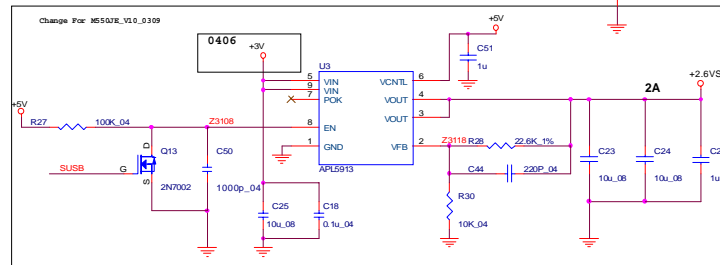 Change For M550JE_V10_0309
0406
+3V
+5V
C51
1u
U3
5 VIN VCNTL 6
9 VIN
7 POK VOUT 4
VOUT 3
8 EN
1 GND VFB 2
APL5913
2A
+2.6VS
+5V
R27 100K_04
Z3108
Q13
D
G
S
2N7002
SUSB
C50
1000p_04
C25
10u_08
C18
0.1u_04
Z3118
R28 22.6K_1%
C44 220P_04
R30
10K_04
C23
10u_08
C24
10u_08
C2
1u